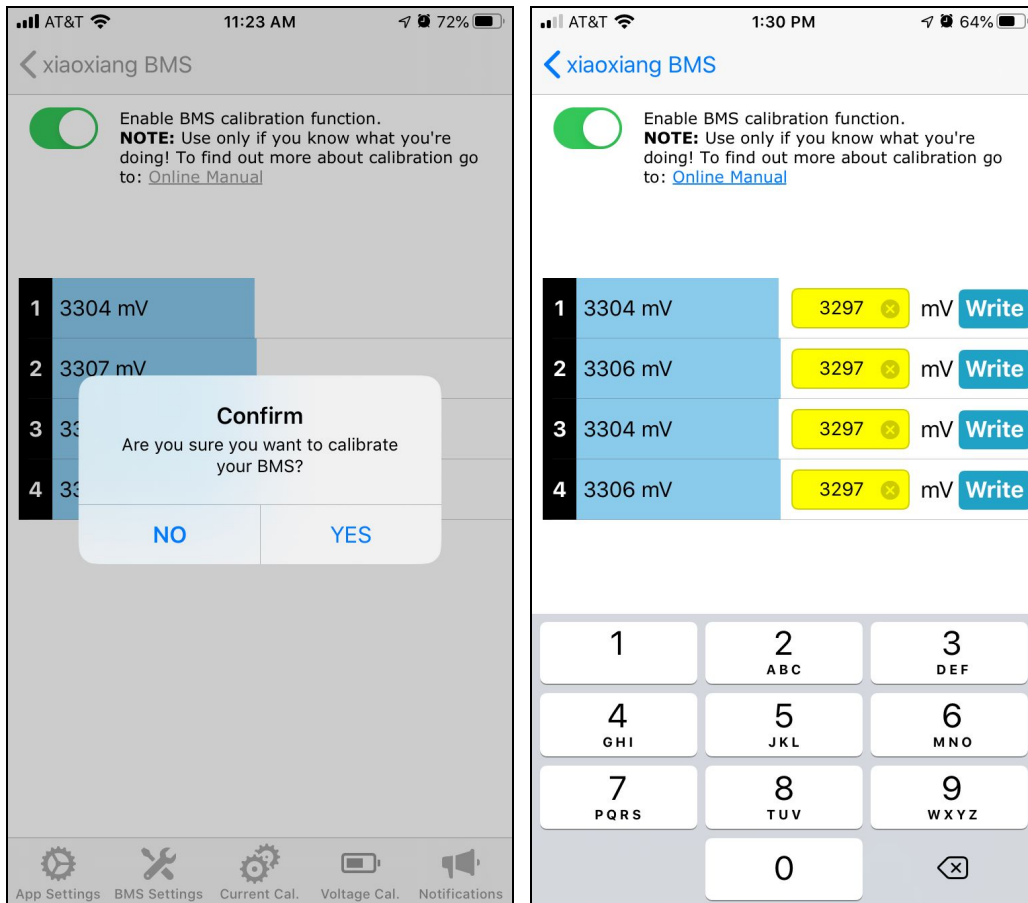 AT&T 11:23 AM 72%
xiaoxiang BMS
Enable BMS calibration function.
NOTE: Use only if you know what you're
doing! To find out more about calibration go
to: Online Manual
1 3304 mV
2 3307 mV
3 33
4 33
Confirm
Are you sure you want to calibrate
your BMS?
NO YES
App Settings BMS Settings Current Cal. Voltage Cal. Notifications
AT&T 1:30 PM 64%
xiaoxiang BMS
Enable BMS calibration function.
NOTE: Use only if you know what you're
doing! To find out more about calibration go
to: Online Manual
1 3304 mV 3297 mV Write
2 3306 mV 3297 mV Write
3 3304 mV 3297 mV Write
4 3306 mV 3297 mV Write
1 2 3
ABC DEF
4 5 6
GHI JKL MNO
7 8 9
PQRS TUV WXYZ
0